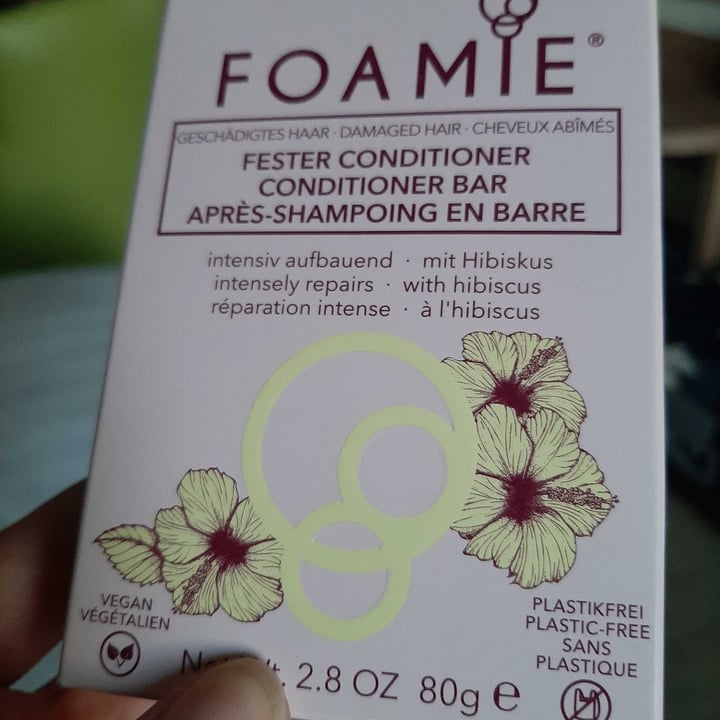 FOAMIE®
GESCHÄDIGTES HAAR · DAMAGED HAIR · CHEVEUX ABÎMÉS
FESTER CONDITIONER
CONDITIONER BAR
APRÈS-SHAMPOING EN BARRE
intensiv aufbauend · mit Hibiskus
intensely repairs · with hibiscus
réparation intense · à l'hibiscus
VEGAN
VÉGÉTALIEN
PLASTIKFREI
PLASTIC-FREE
SANS
PLASTIQUE
2.8 OZ 80g e